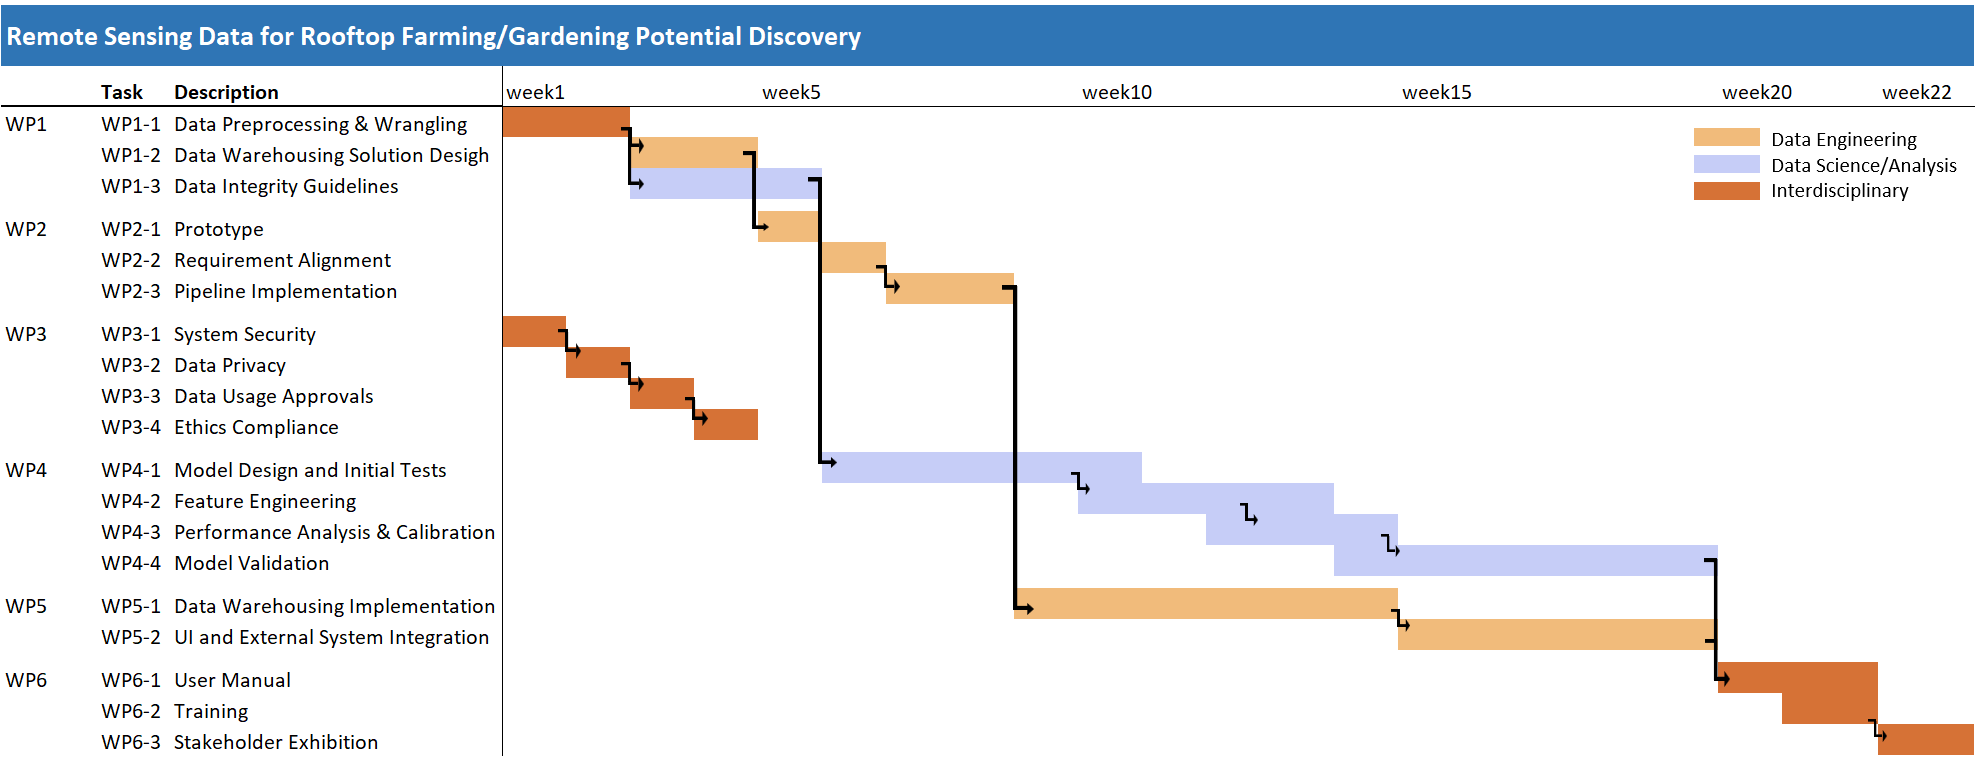 Remote Sensing Data for Rooftop Farming/Gardening Potential Discovery
Task Description week1 week5 week10 week15 week20 week22
WP1 WP1-1 Data Preprocessing & Wrangling
WP1-2 Data Warehousing Solution Desigh
WP1-3 Data Integrity Guidelines
Data Engineering
Data Science/Analysis
Interdisciplinary
WP2 WP2-1 Prototype
WP2-2 Requirement Alignment
WP2-3 Pipeline Implementation
WP3 WP3-1 System Security
WP3-2 Data Privacy
WP3-3 Data Usage Approvals
WP3-4 Ethics Compliance
WP4 WP4-1 Model Design and Initial Tests
WP4-2 Feature Engineering
WP4-3 Performance Analysis & Calibration
WP4-4 Model Validation
WP5 WP5-1 Data Warehousing Implementation
WP5-2 UI and External System Integration
WP6 WP6-1 User Manual
WP6-2 Training
WP6-3 Stakeholder Exhibition